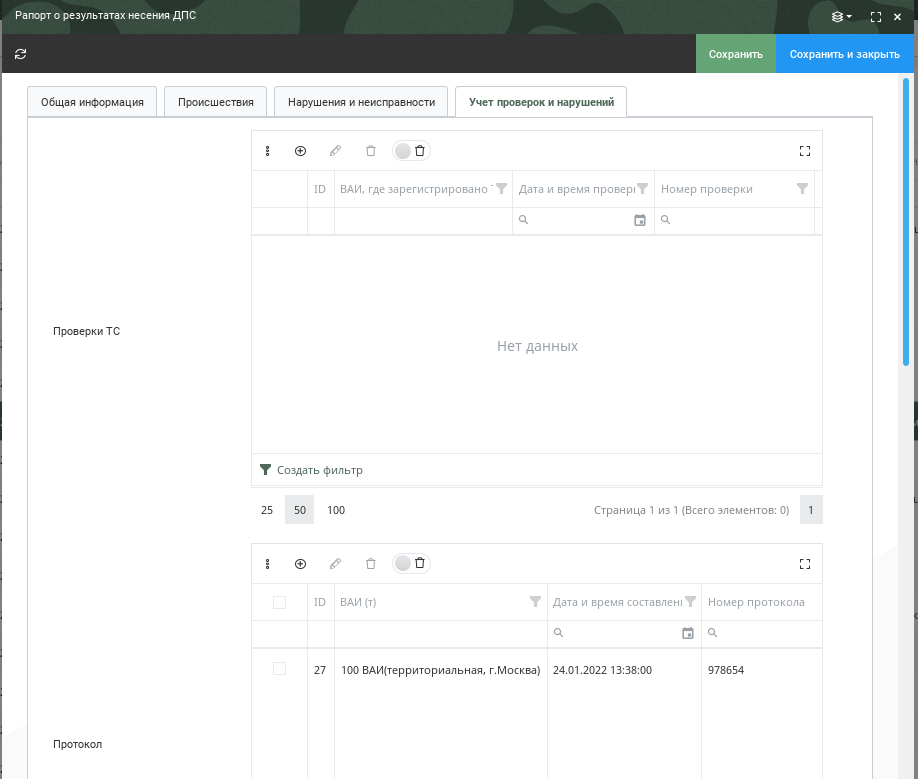 Рапорт о результатах несения ДПС
Сохранить
Сохранить и закрыть
Общая информация
Происшествия
Нарушения и неисправности
Учет проверок и нарушений
ID
ВАИ, где зарегистрировано
Дата и время провер
Номер проверки
Проверки ТС
Нет данных
Создать фильтр
25 50 100
Страница 1 из 1 (Всего элементов: 0) 1
ID
ВАИ (т)
Дата и время составлен
Номер протокола
27
100 ВАИ(территориальная, г.Москва)
24.01.2022 13:38:00
978654
Протокол